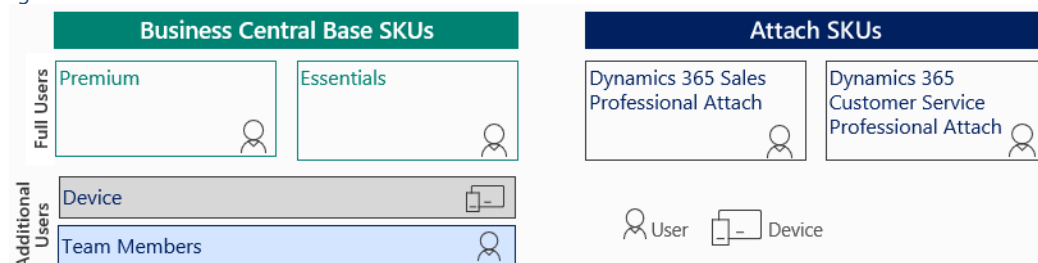 Business Central Base SKUs
Attach SKUs
Full Users
Premium
Essentials
Dynamics 365 Sales
Professional Attach
Dynamics 365
Customer Service
Professional Attach
Additional
Users
Device
Team Members
User
Device